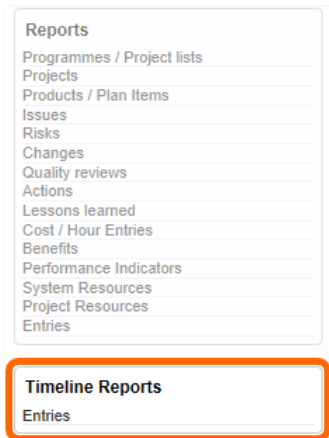 Reports
Programmes / Project lists
Projects
Products / Plan Items
Issues
Risks
Changes
Quality reviews
Actions
Lessons learned
Cost / Hour Entries
Benefits
Performance Indicators
System Resources
Project Resources
Entries
Timeline Reports
Entries